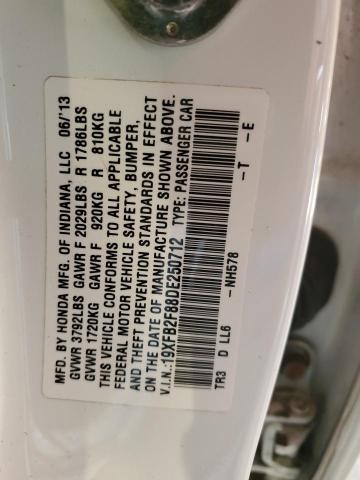 MFD. BY HONDA MFG. OF INDIANA, LLC 06/'13
GVWR 3792LBS GAWR F 2029LBS R 1786LBS
GVWR 1720KG GAWR F 920KG R 810KG
THIS VEHICLE CONFORMS TO ALL APPLICABLE
FEDERAL MOTOR VEHICLE SAFETY, BUMPER,
AND THEFT PREVENTION STANDARDS IN EFFECT
ON THE DATE OF MANUFACTURE SHOWN ABOVE.
V.I.N.:19XFB2F88DE250712 TYPE: PASSENGER CAR
-NH578 -T -E
TR3 D LL6